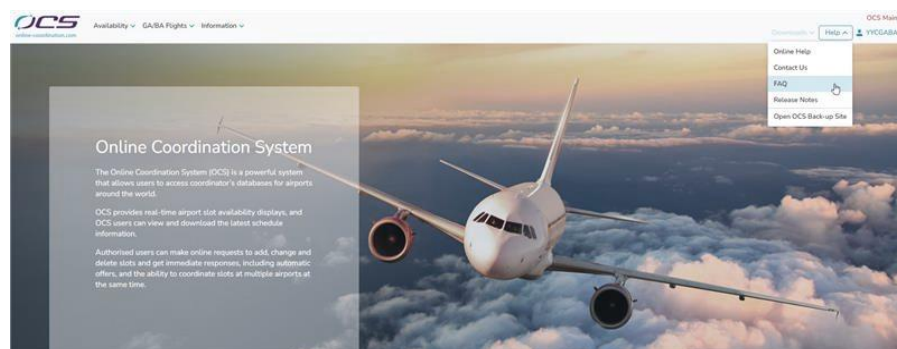 OCS
online-coordination.com
Availability
GA/BA Flights
Information
OCS Main
Downloads
Help
YYCGABA
Online Help
Contact Us
FAQ
Release Notes
Open OCS Back-up Site
Online Coordination System
The Online Coordination System (OCS) is a powerful system
that allows users to access coordinator's databases for airports
around the world.
OCS provides real-time airport slot availability displays, and
OCS users can view and download the latest schedule
information.
Authorised users can make online requests to add, change and
delete slots and get immediate responses, including automatic
offers, and the ability to coordinate slots at multiple airports at
the same time.